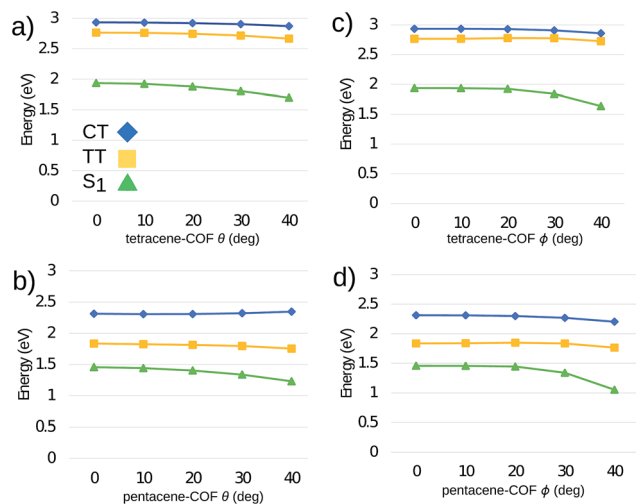 a)
3
2.5
2
1.5
1
0.5
0
Energy (eV)
CT
TT
S1
0 10 20 30 40
tetracene-COF θ (deg)
c)
3
2.5
2
1.5
1
0.5
0
Energy (eV)
0 10 20 30 40
tetracene-COF ϕ (deg)
b)
3
2.5
2
1.5
1
0.5
0
Energy (eV)
0 10 20 30 40
pentacene-COF θ (deg)
d)
3
2.5
2
1.5
1
0.5
0
Energy (eV)
0 10 20 30 40
pentacene-COF ϕ (deg)